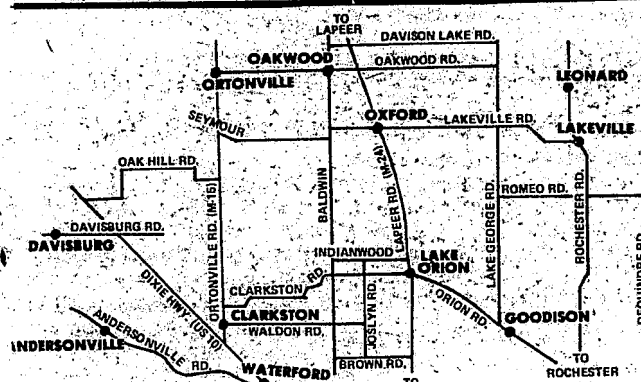 TO
LAPEER
DAVISON LAKE RD.
OAKWOOD
OAKWOOD RD.
ORTONVILLE
LEONARD
SEYMOUR
OXFORD
LAKEVILLE RD.
LAKEVILLE
OAK HILL RD.
ORTONVILLE RD. (M-15)
BALDWIN
LAPEER RD. (M-24)
LAKE GEORGE RD.
ROMEO RD.
ROCHESTER RD.
DAVISBURG RD.
DAVISBURG
DIXIE HWY. (US 10)
INDIANWOOD
LAKE
ORION
CLARKSTON RD.
JOSLYN RD.
ORION RD.
CLARKSTON
WALDON RD.
GOODISON
ANDERSONVILLE RD.
NDERSONVILLE
WATERFORD
BROWN RD.
TO
TO
ROCHESTER